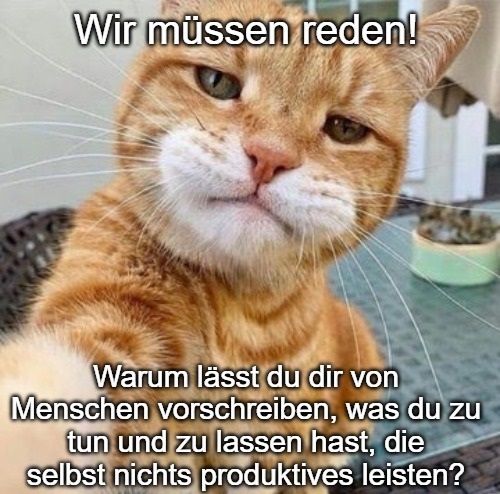 Wir müssen reden!
Warum lässt du dir von
Menschen vorschreiben, was du zu
tun und zu lassen hast, die
selbst nichts produktives leisten?